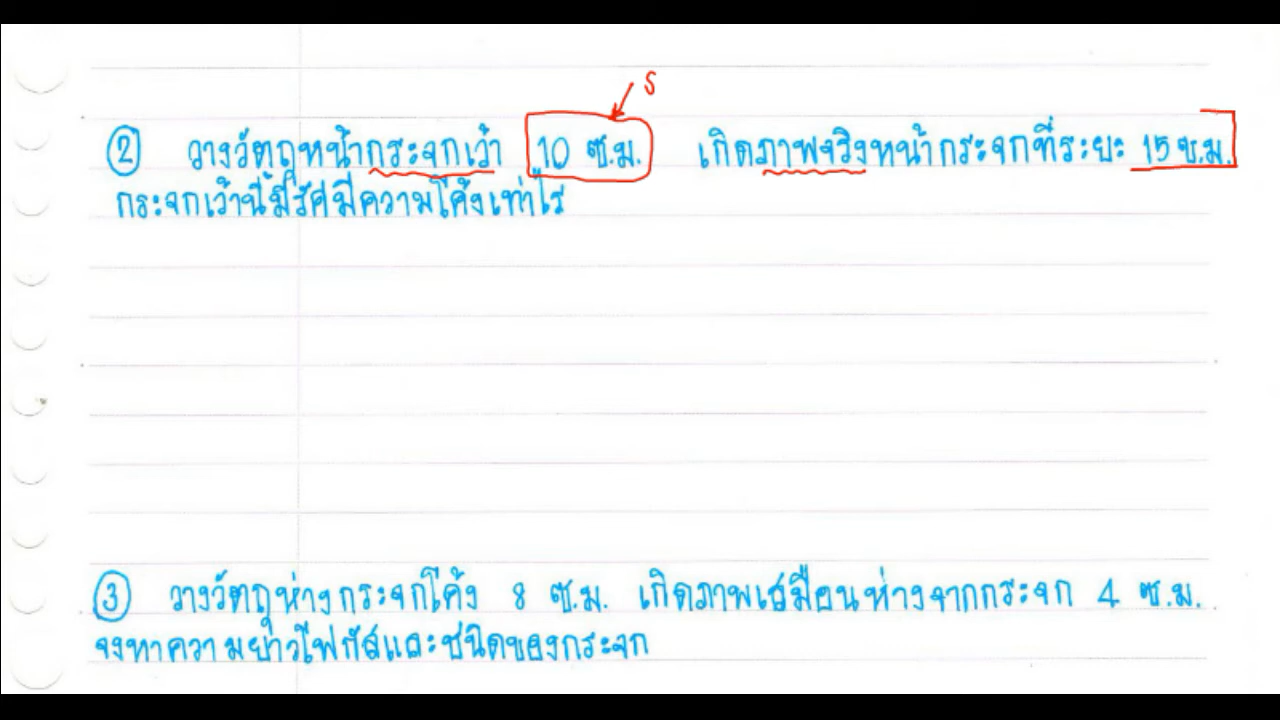 S
② วางวัตถุหน้ากระจกเว้า 10 ซ.ม. เกิดภาพจริงหน้ากระจกที่ระยะ 15 ซ.ม.
กระจกเว้านี้มีรัศมีความโค้งเท่าไร
③ วางวัตถุห่างกระจกโค้ง 8 ซ.ม. เกิดภาพเสมือนห่างจากกระจก 4 ซ.ม.
จงหาความยาวโฟกัสและชนิดของกระจก